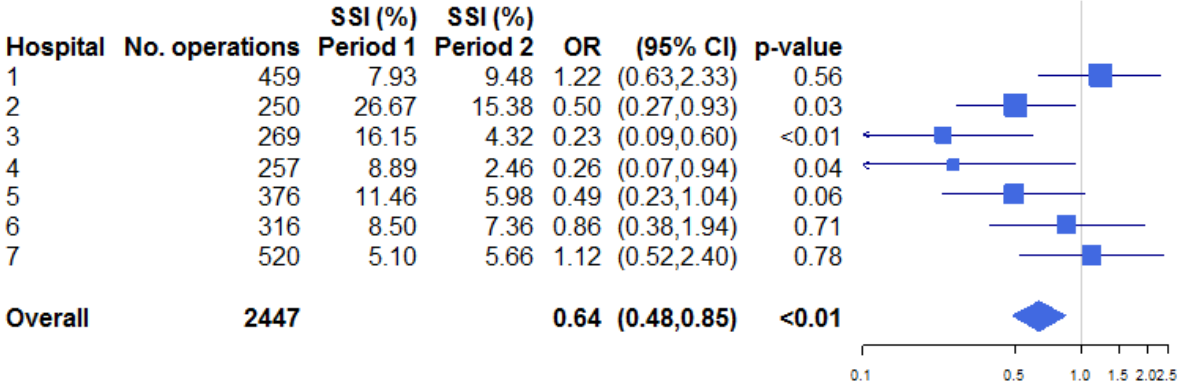 SSI (%) SSI (%)
Hospital No. operations Period 1 Period 2 OR (95% CI) p-value
1 459 7.93 9.48 1.22 (0.63,2.33) 0.56
2 250 26.67 15.38 0.50 (0.27,0.93) 0.03
3 269 16.15 4.32 0.23 (0.09,0.60) <0.01
4 257 8.89 2.46 0.26 (0.07,0.94) 0.04
5 376 11.46 5.98 0.49 (0.23,1.04) 0.06
6 316 8.50 7.36 0.86 (0.38,1.94) 0.71
7 520 5.10 5.66 1.12 (0.52,2.40) 0.78
Overall 2447 0.64 (0.48,0.85) <0.01
0.1 0.5 1.0 1.5 2.0 2.5